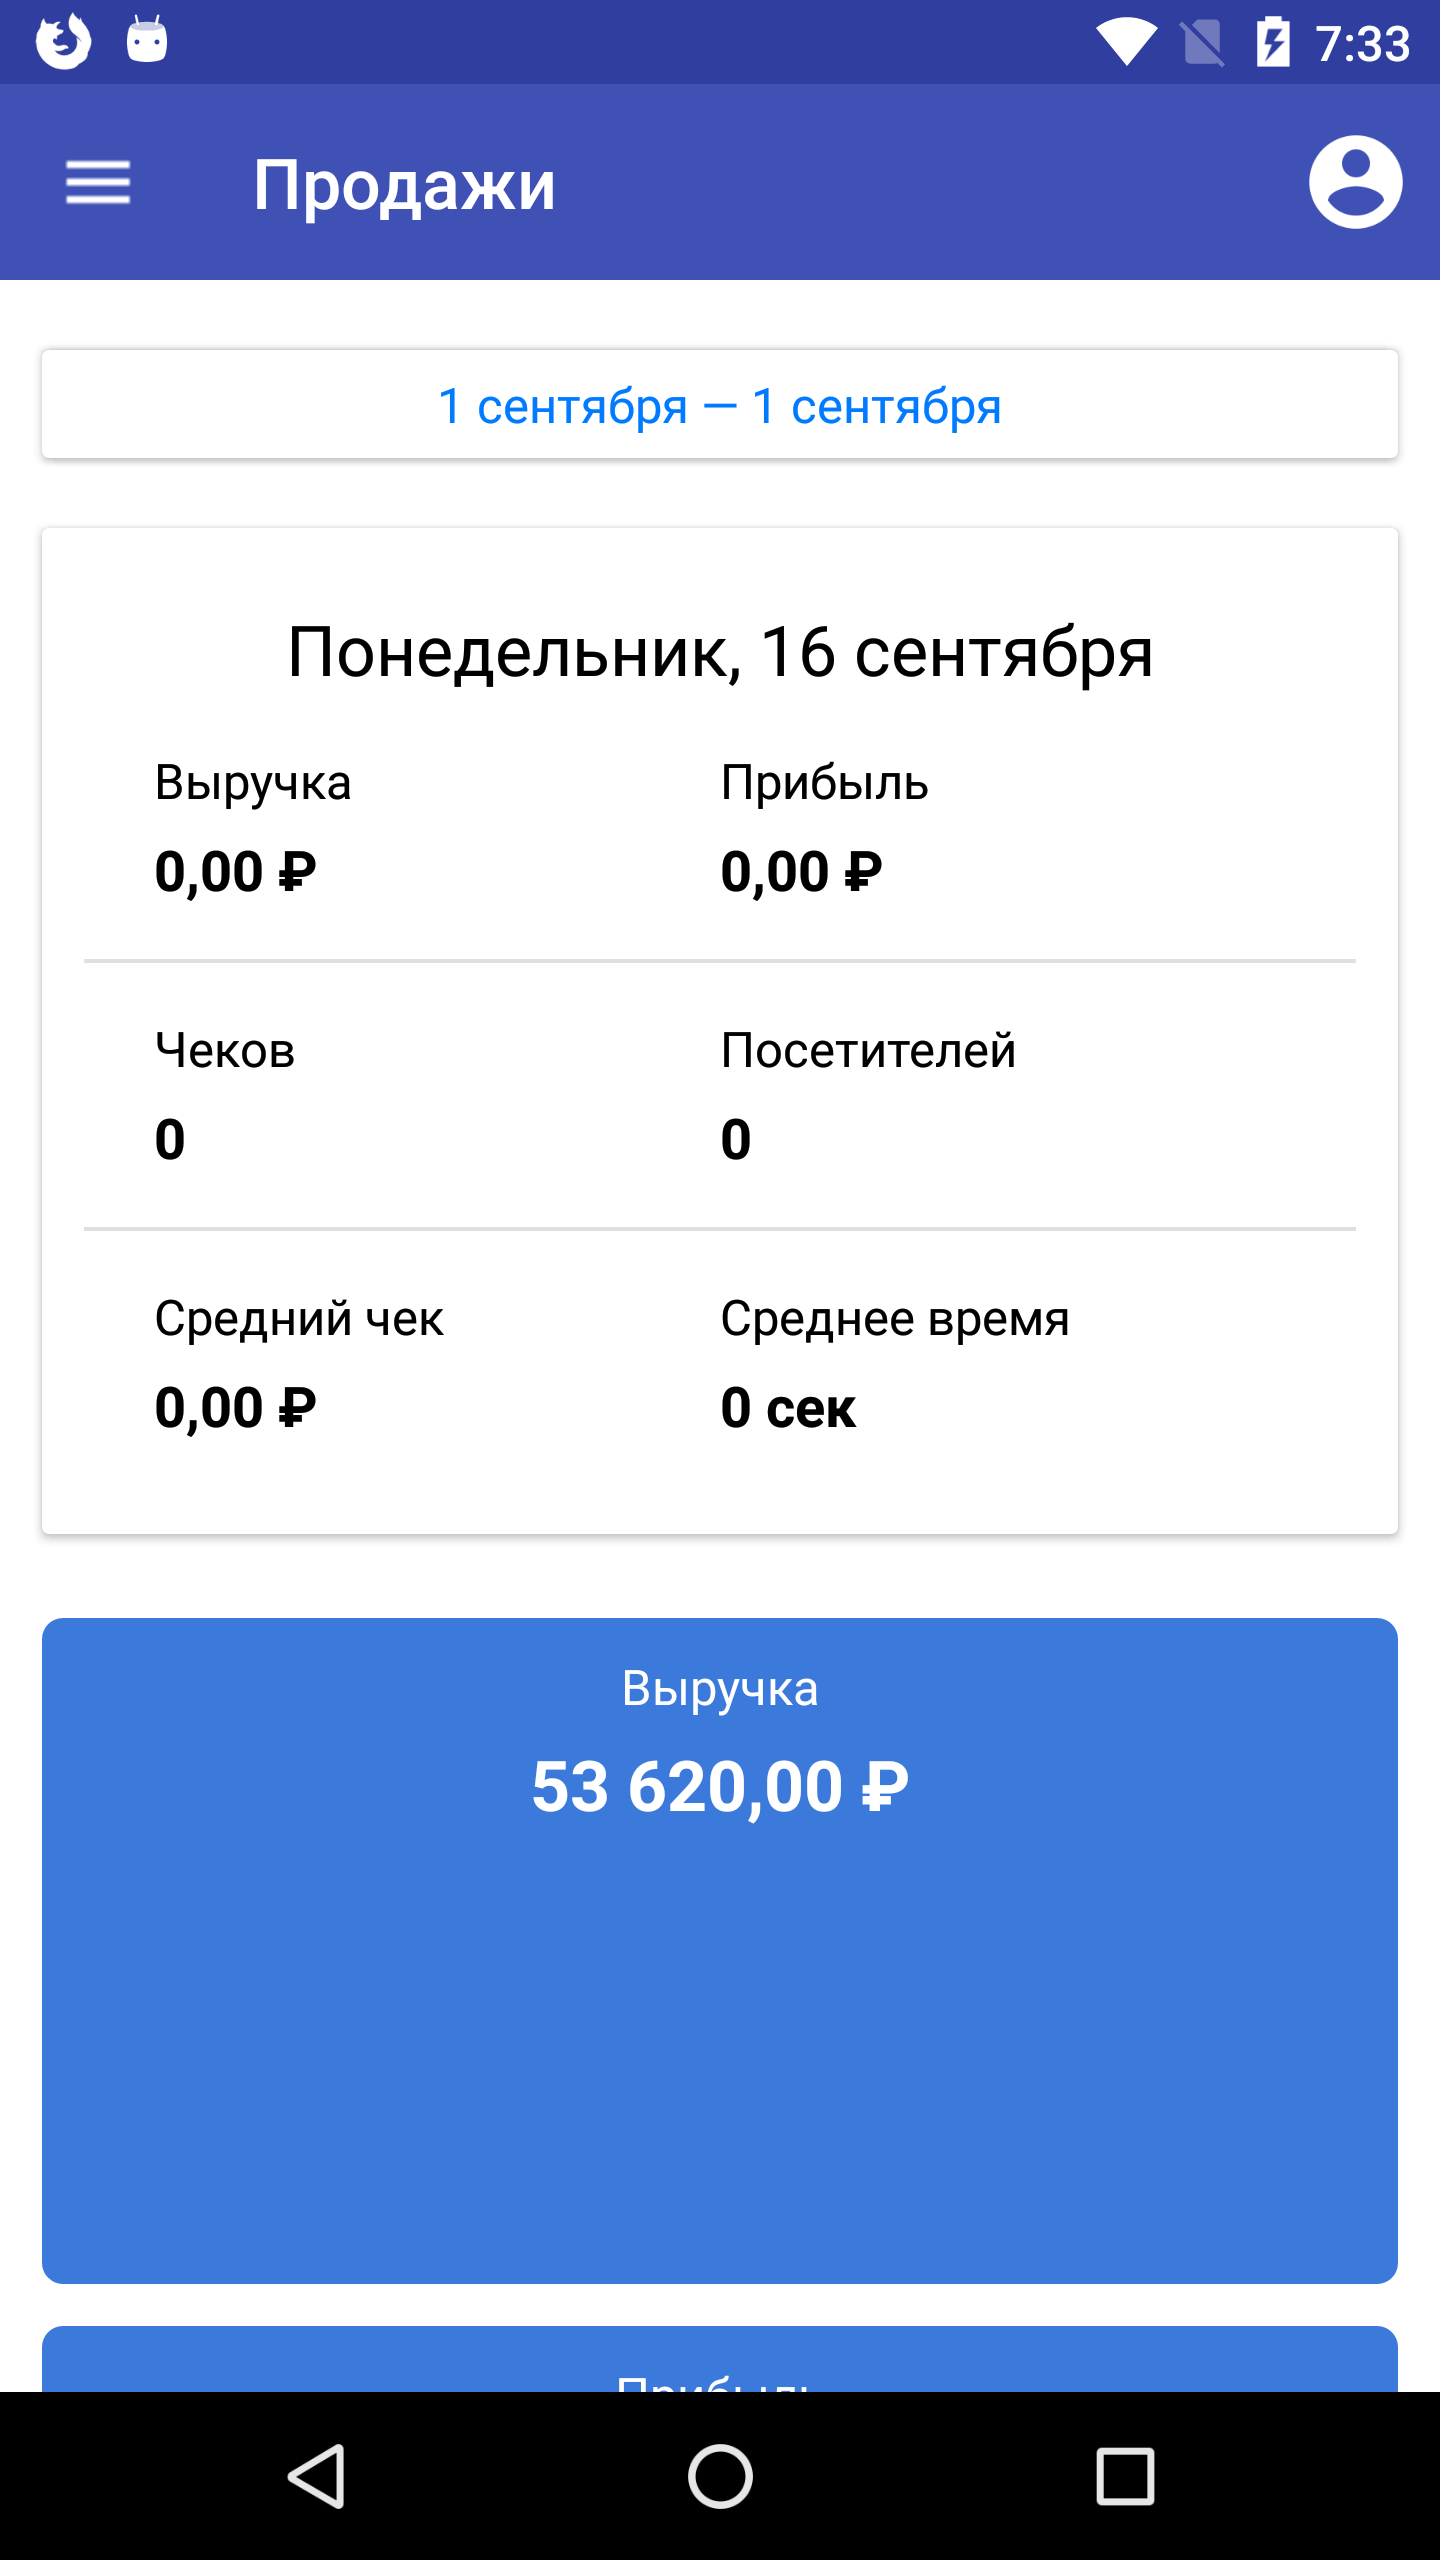 7:33
Продажи
1 сентября — 1 сентября
Понедельник, 16 сентября
Выручка Прибыль
0,00 ₽ 0,00 ₽
Чеков Посетителей
0 0
Средний чек Среднее время
0,00 ₽ 0 сек
Выручка
53 620,00 ₽
Прибыль